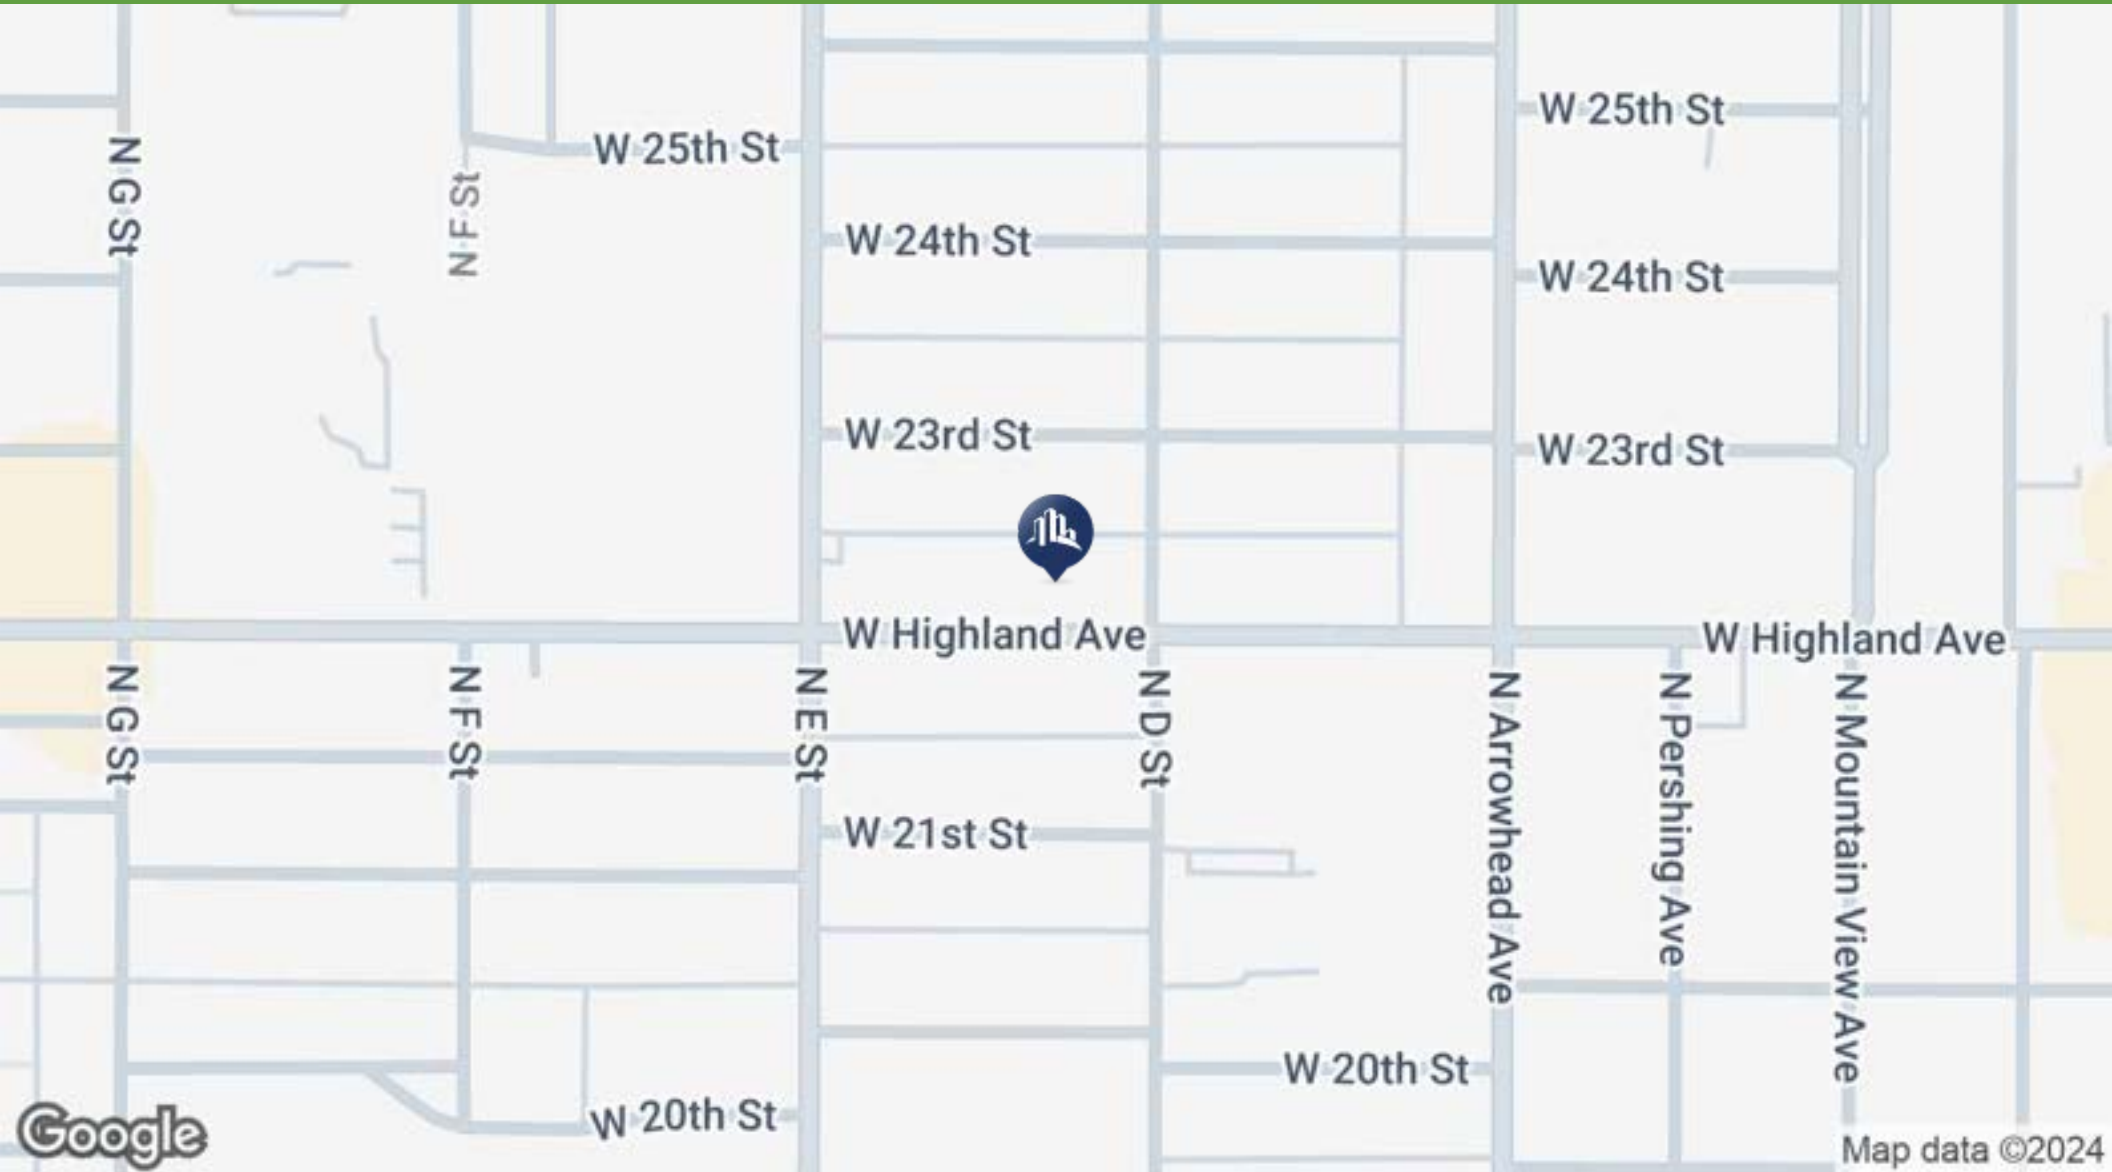 W 25th St
W 25th St
N G St
N F St
W 24th St
W 24th St
W 23rd St
W 23rd St
W Highland Ave
W Highland Ave
N G St
N F St
N E St
N D St
N Arrowhead Ave
N Pershing Ave
N Mountain View Ave
W 21st St
W 20th St
W 20th St
Google
Map data ©2024